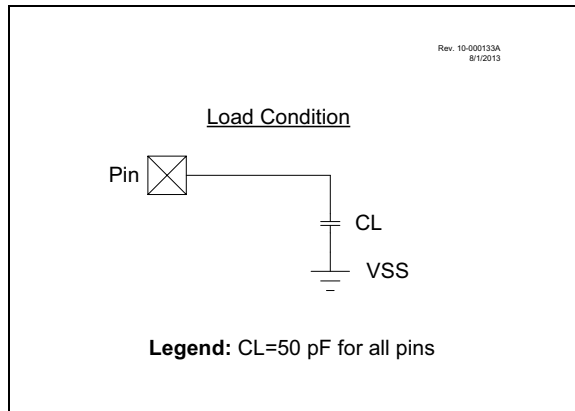 Rev. 10-000133A
8/1/2013
Load Condition
Pin
CL
VSS
Legend: CL=50 pF for all pins